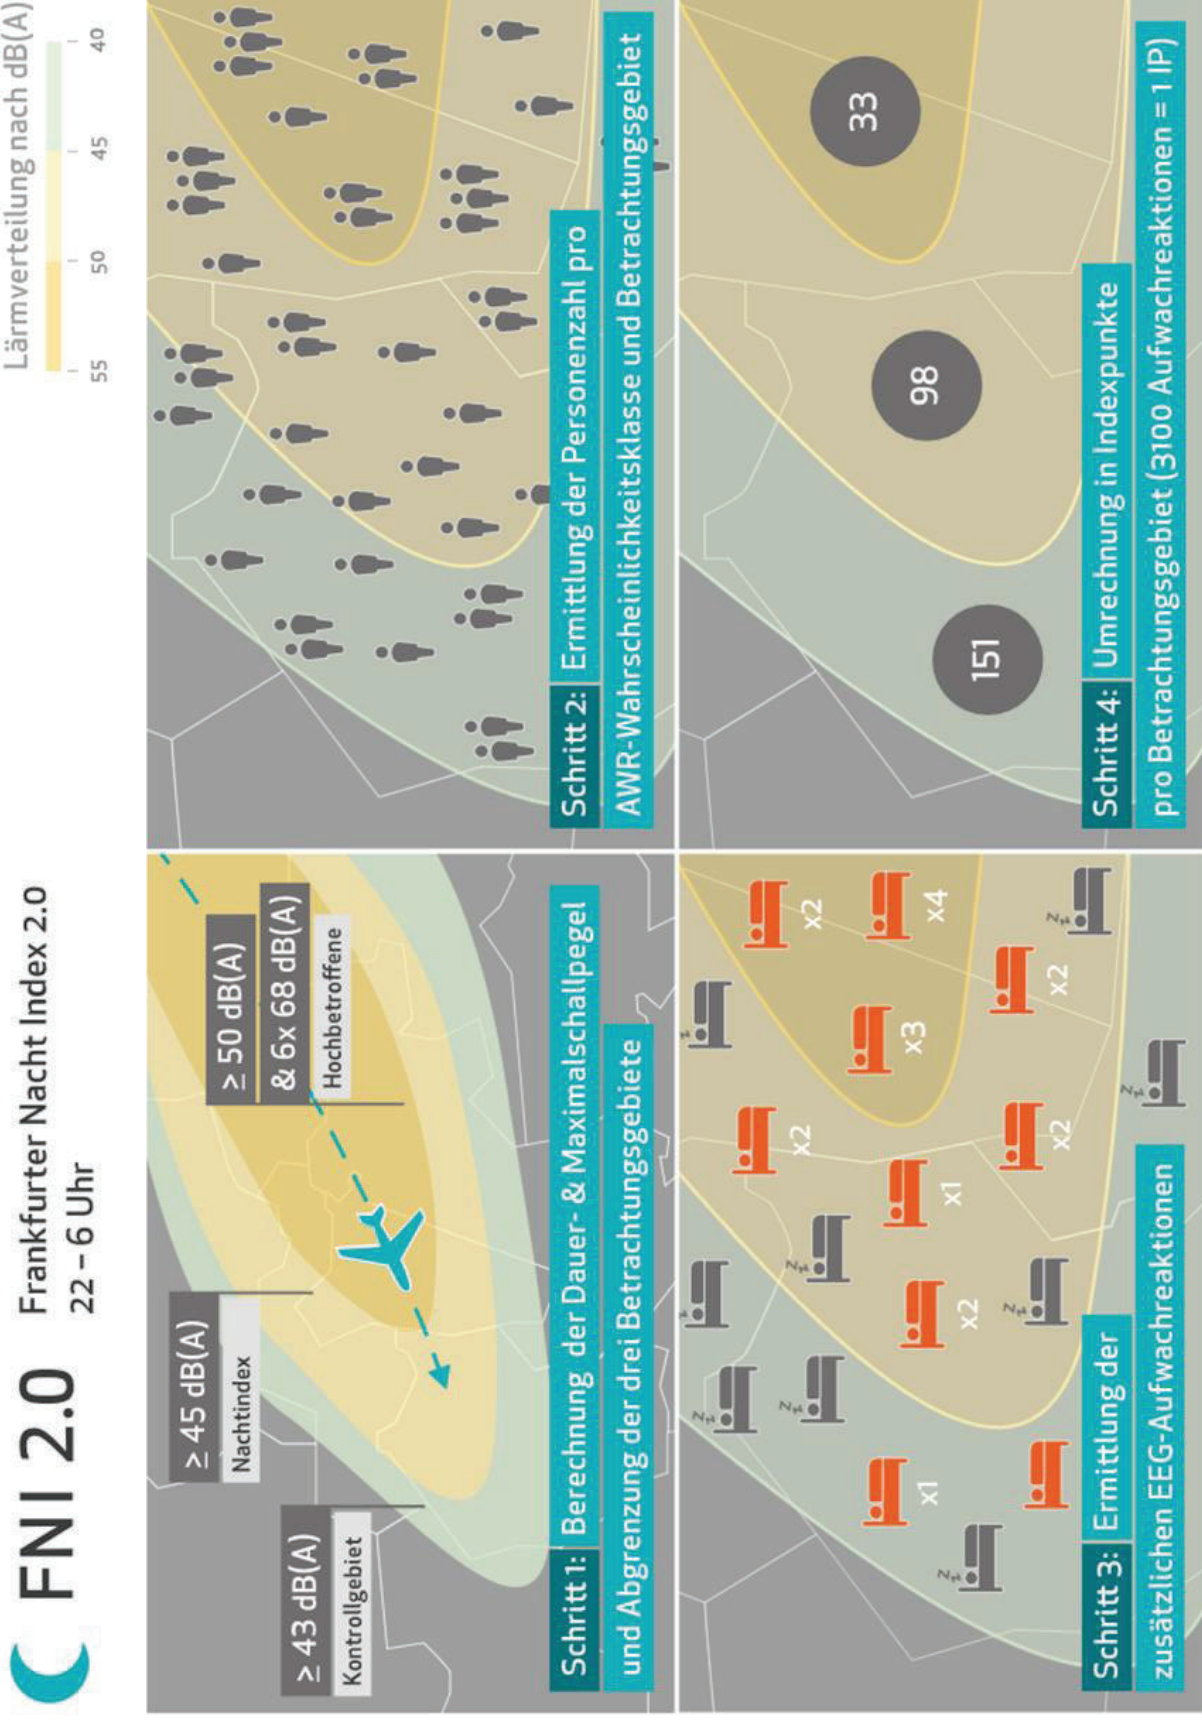 FNI 2.0
Frankfurter Nacht Index 2.0
22 – 6 Uhr
Lärmverteilung nach dB(A)
55 50 45 40
≥ 43 dB(A)
Kontrollgebiet
≥ 45 dB(A)
Nachtindex
≥ 50 dB(A)
& 6x 68 dB(A)
Hochbetroffene
Schritt 1: Berechnung der Dauer- & Maximalschallpegel
und Abgrenzung der drei Betrachtungsgebiete
Schritt 2: Ermittlung der Personenzahl pro
AWR-Wahrscheinlichkeitsklasse und Betrachtungsgebiet
x2
x2
x4
x3
x1
x2
x2
x2
x1
Schritt 3: Ermittlung der
zusätzlichen EEG-Aufwachreaktionen
151
98
33
Schritt 4: Umrechnung in Indexpunkte
pro Betrachtungsgebiet (3100 Aufwachreaktionen = 1 IP)